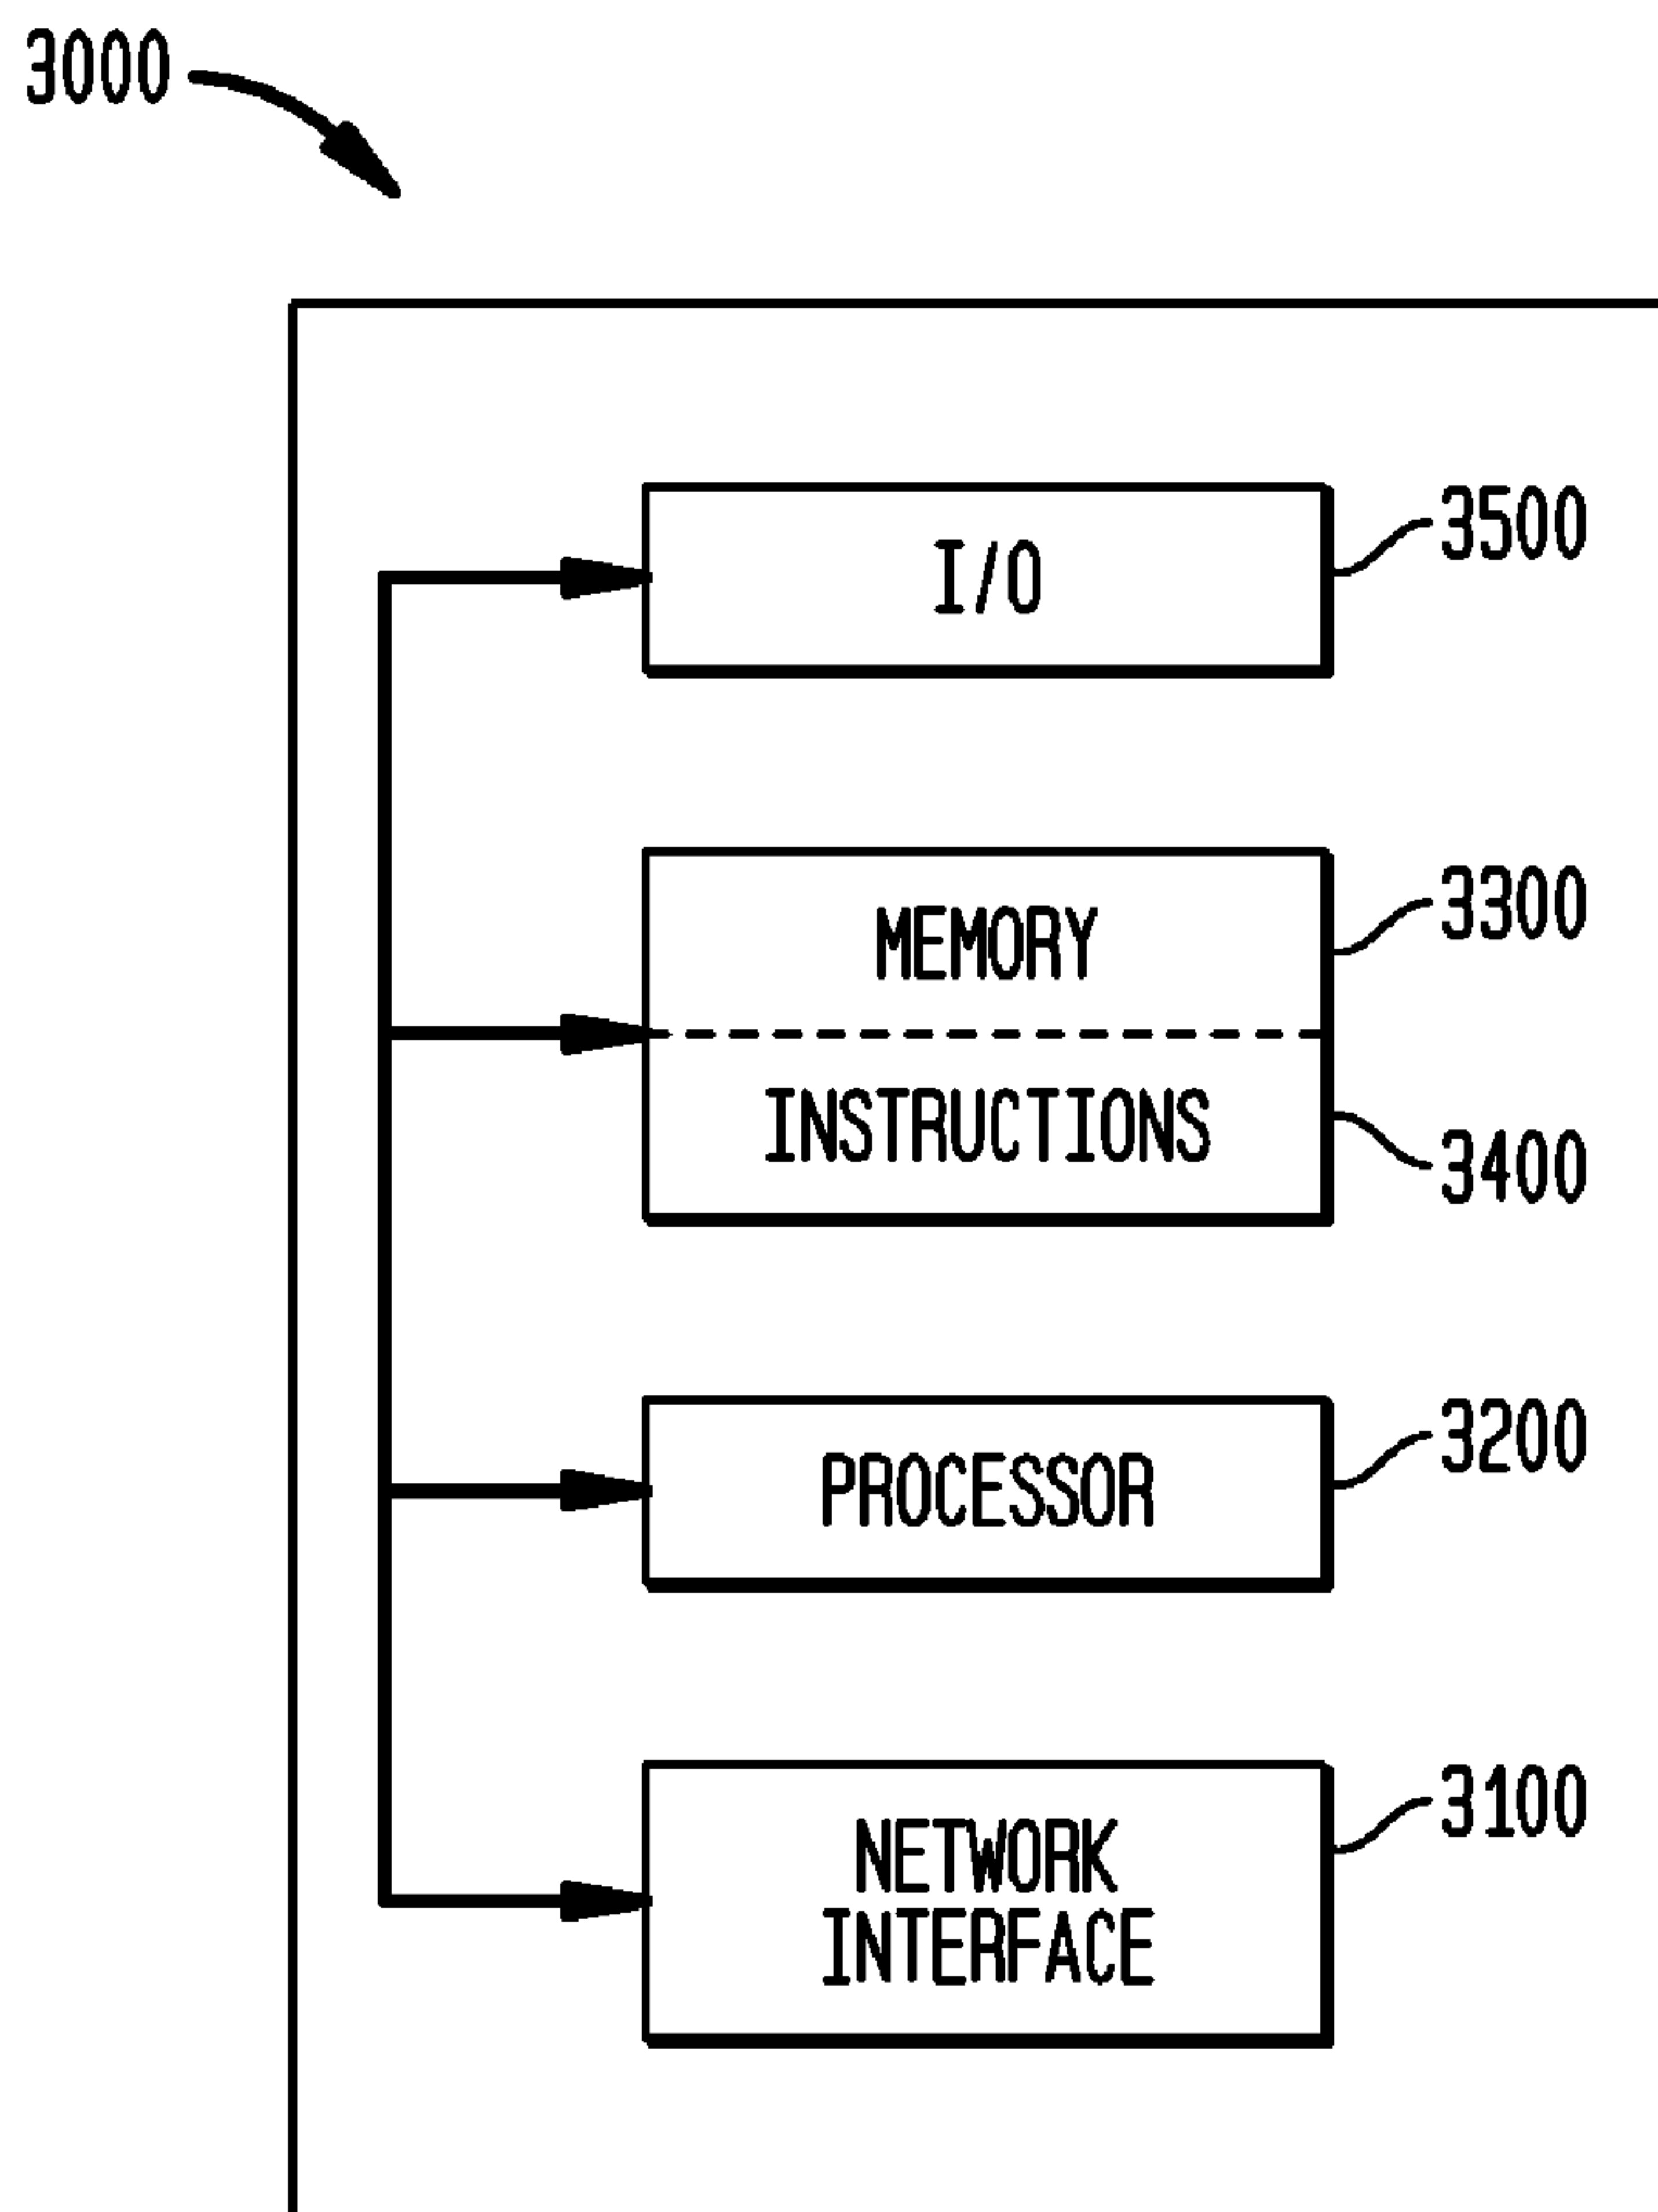 3000
I/O
3500
MEMORY
3300
INSTRUCTIONS
3400
PROCESSOR
3200
NETWORK
INTERFACE
3100